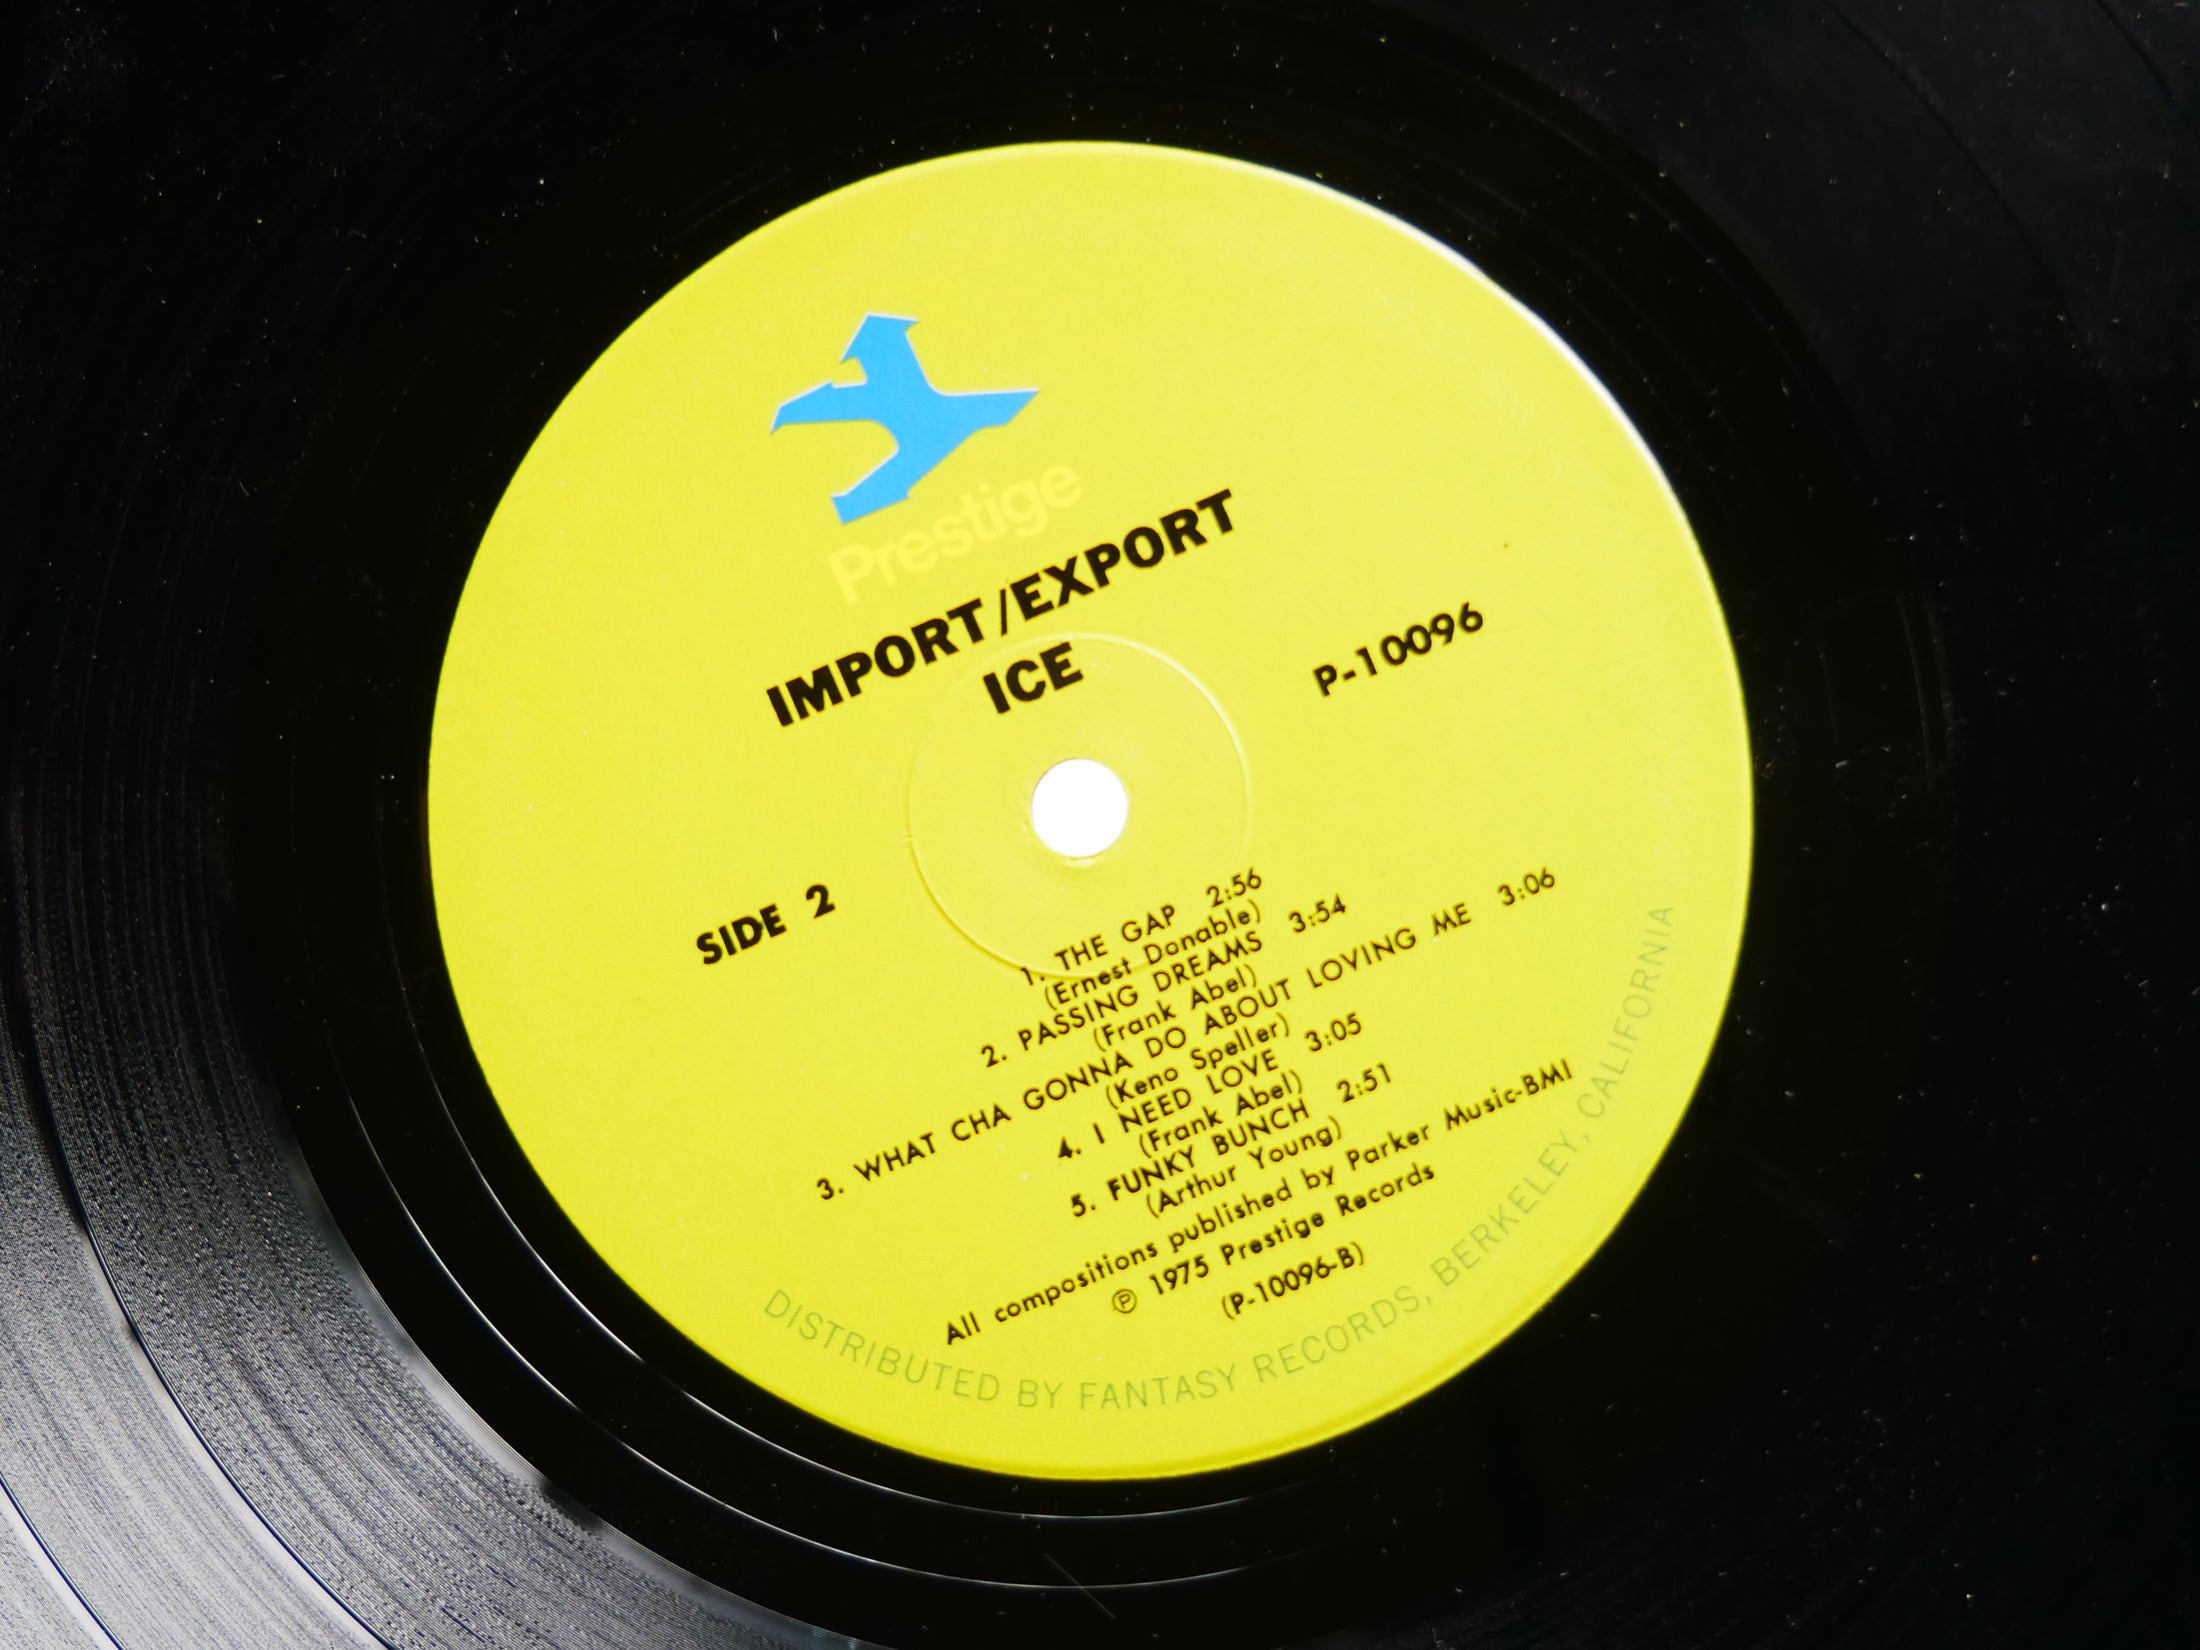 Prestige
IMPORT/EXPORT
ICE
P-10096
SIDE 2
1. THE GAP 2:56
(Ernest Donable)
2. PASSING DREAMS 3:54
(Frank Abel)
3. WHAT CHA GONNA DO ABOUT LOVING ME 3:06
(Keno Speller)
4. I NEED LOVE 3:05
(Frank Abel)
5. FUNKY BUNCH 2:51
(Arthur Young)
All compositions published by Parker Music-BMI
℗ 1975 Prestige Records
(P-10096-B)
DISTRIBUTED BY FANTASY RECORDS, BERKELEY, CALIFORNIA